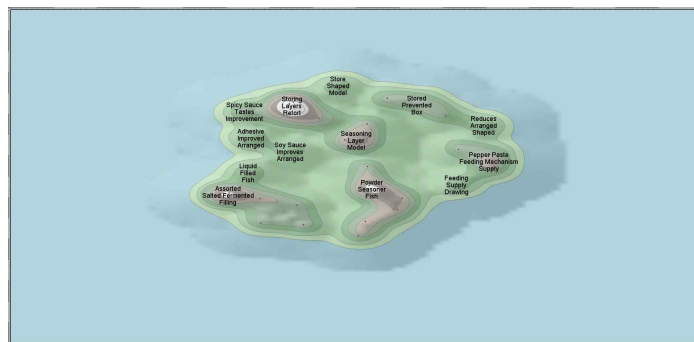 Store
Shaped
Model
Storing
Layers
Retort
Stored
Prevented
Box
Spicy Sauce
Tastes
Improvement
Reduces
Arranged
Shaped
Adhesive
Improved
Arranged
Seasoning
Layer
Model
Soy Sauce
Improves
Arranged
Pepper Paste
Feeding Mechanism
Supply
Liquid
Filled
Fish
Feeding
Supply
Drawing
Powder
Seasoner
Fish
Assorted
Salted Fermented
Filling